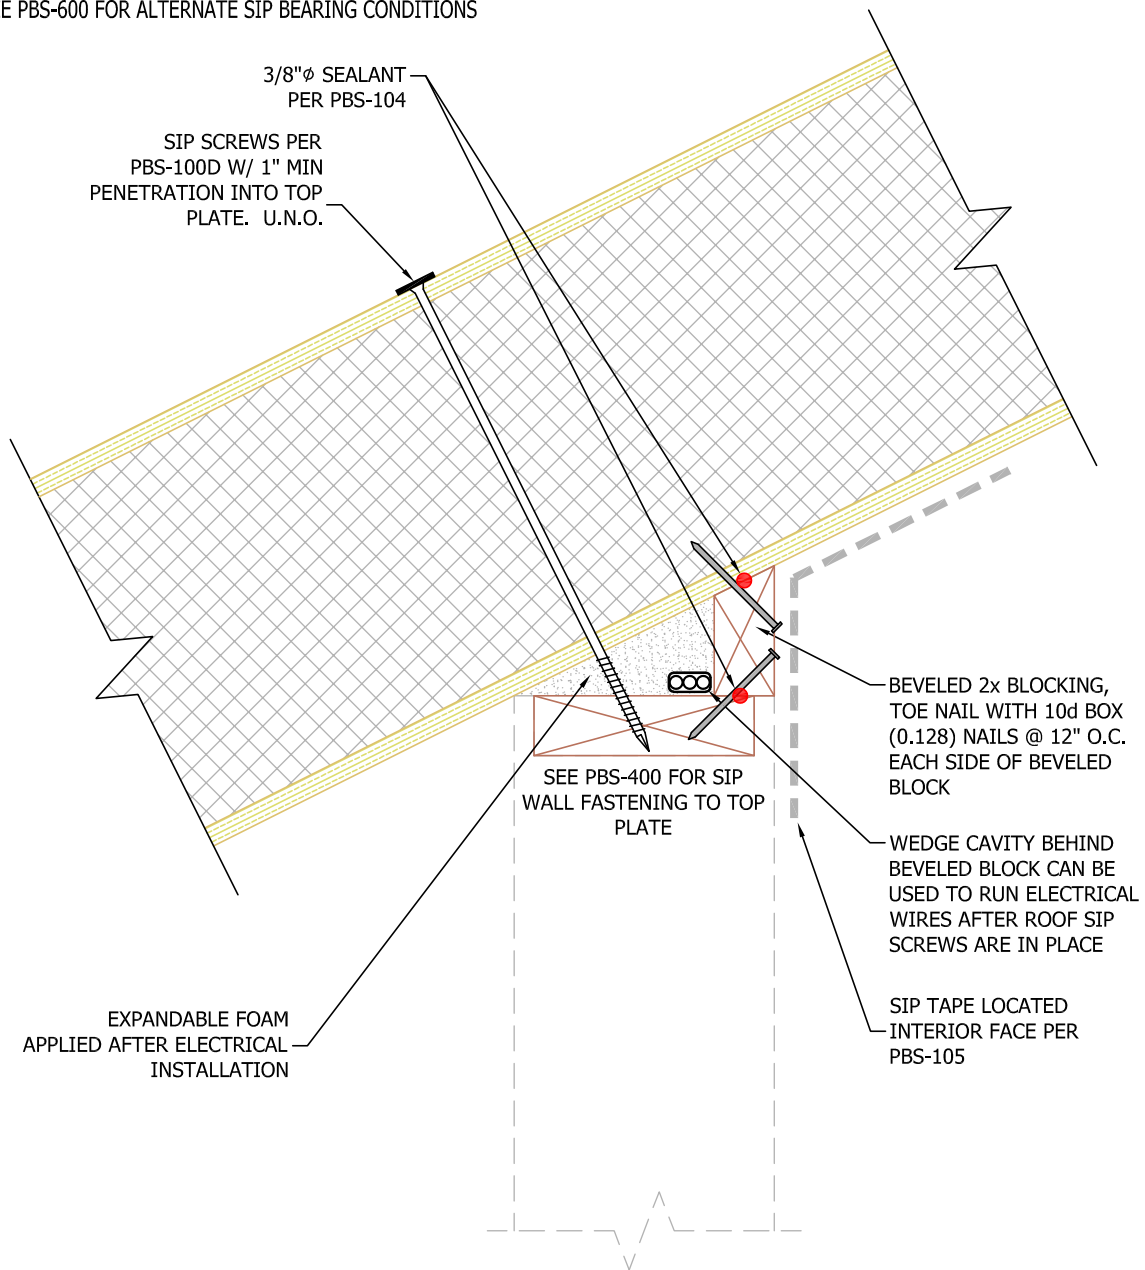 E PBS-600 FOR ALTERNATE SIP BEARING CONDITIONS
3/8"⌀ SEALANT
PER PBS-104
SIP SCREWS PER
PBS-100D W/ 1" MIN
PENETRATION INTO TOP
PLATE. U.N.O.
BEVELED 2x BLOCKING,
TOE NAIL WITH 10d BOX
(0.128) NAILS @ 12" O.C.
EACH SIDE OF BEVELED
BLOCK
SEE PBS-400 FOR SIP
WALL FASTENING TO TOP
PLATE
WEDGE CAVITY BEHIND
BEVELED BLOCK CAN BE
USED TO RUN ELECTRICAL
WIRES AFTER ROOF SIP
SCREWS ARE IN PLACE
SIP TAPE LOCATED
INTERIOR FACE PER
PBS-105
EXPANDABLE FOAM
APPLIED AFTER ELECTRICAL
INSTALLATION